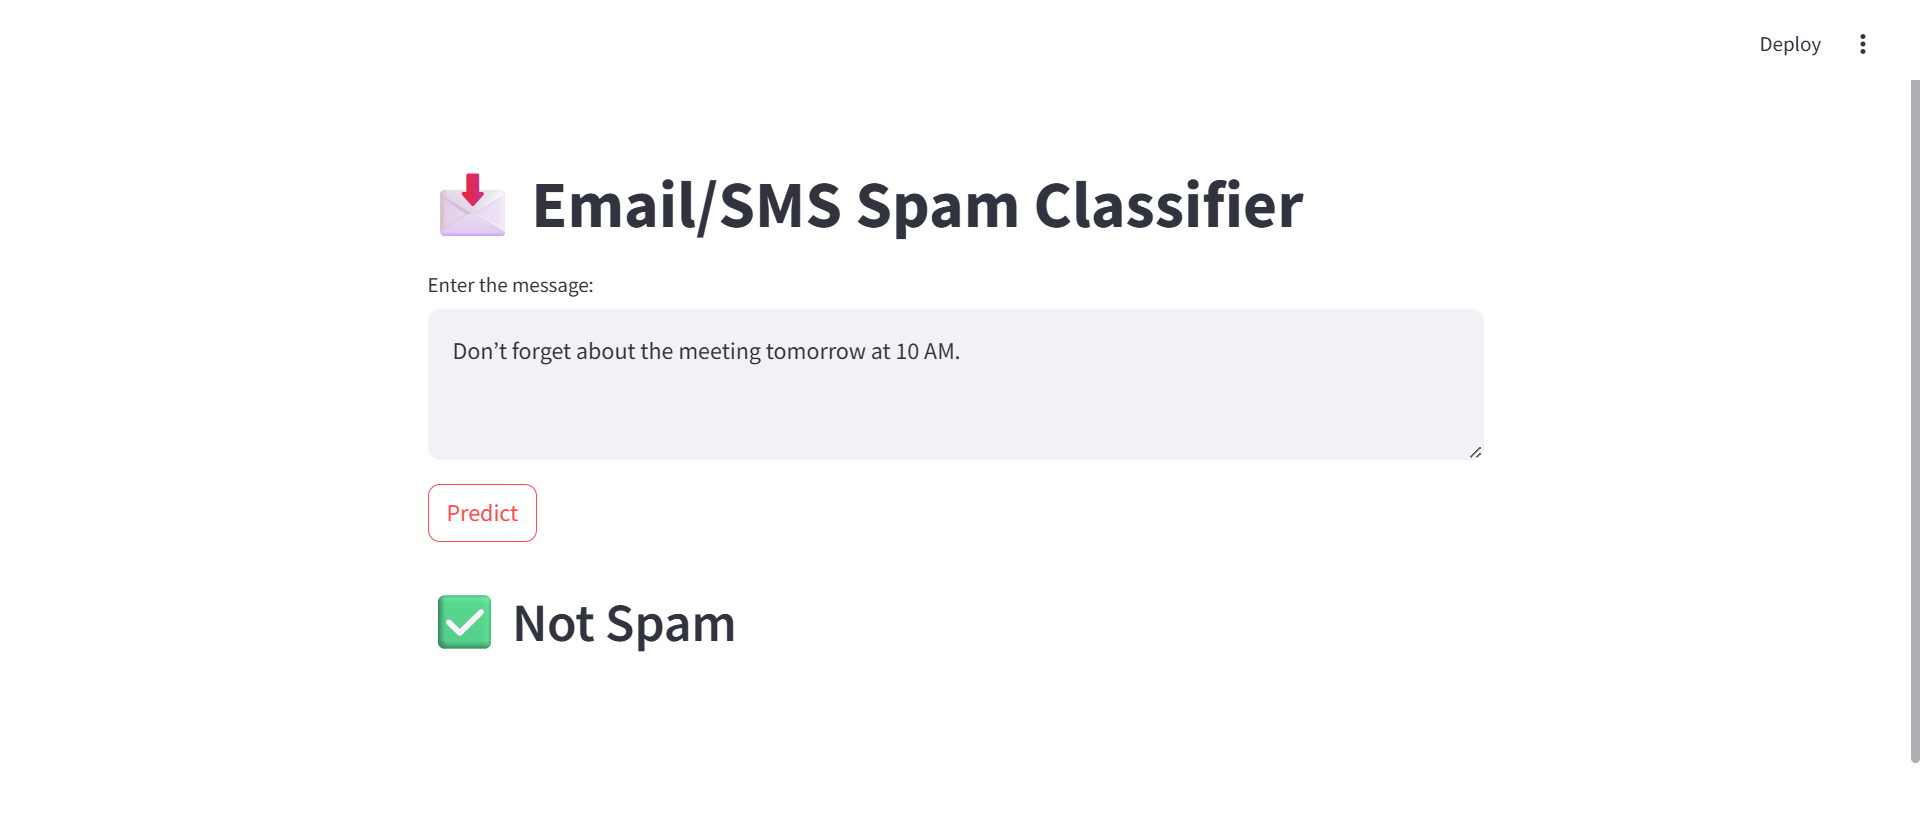 Deploy
Email/SMS Spam Classifier
Enter the message:
Don’t forget about the meeting tomorrow at 10 AM.
Predict
Not Spam